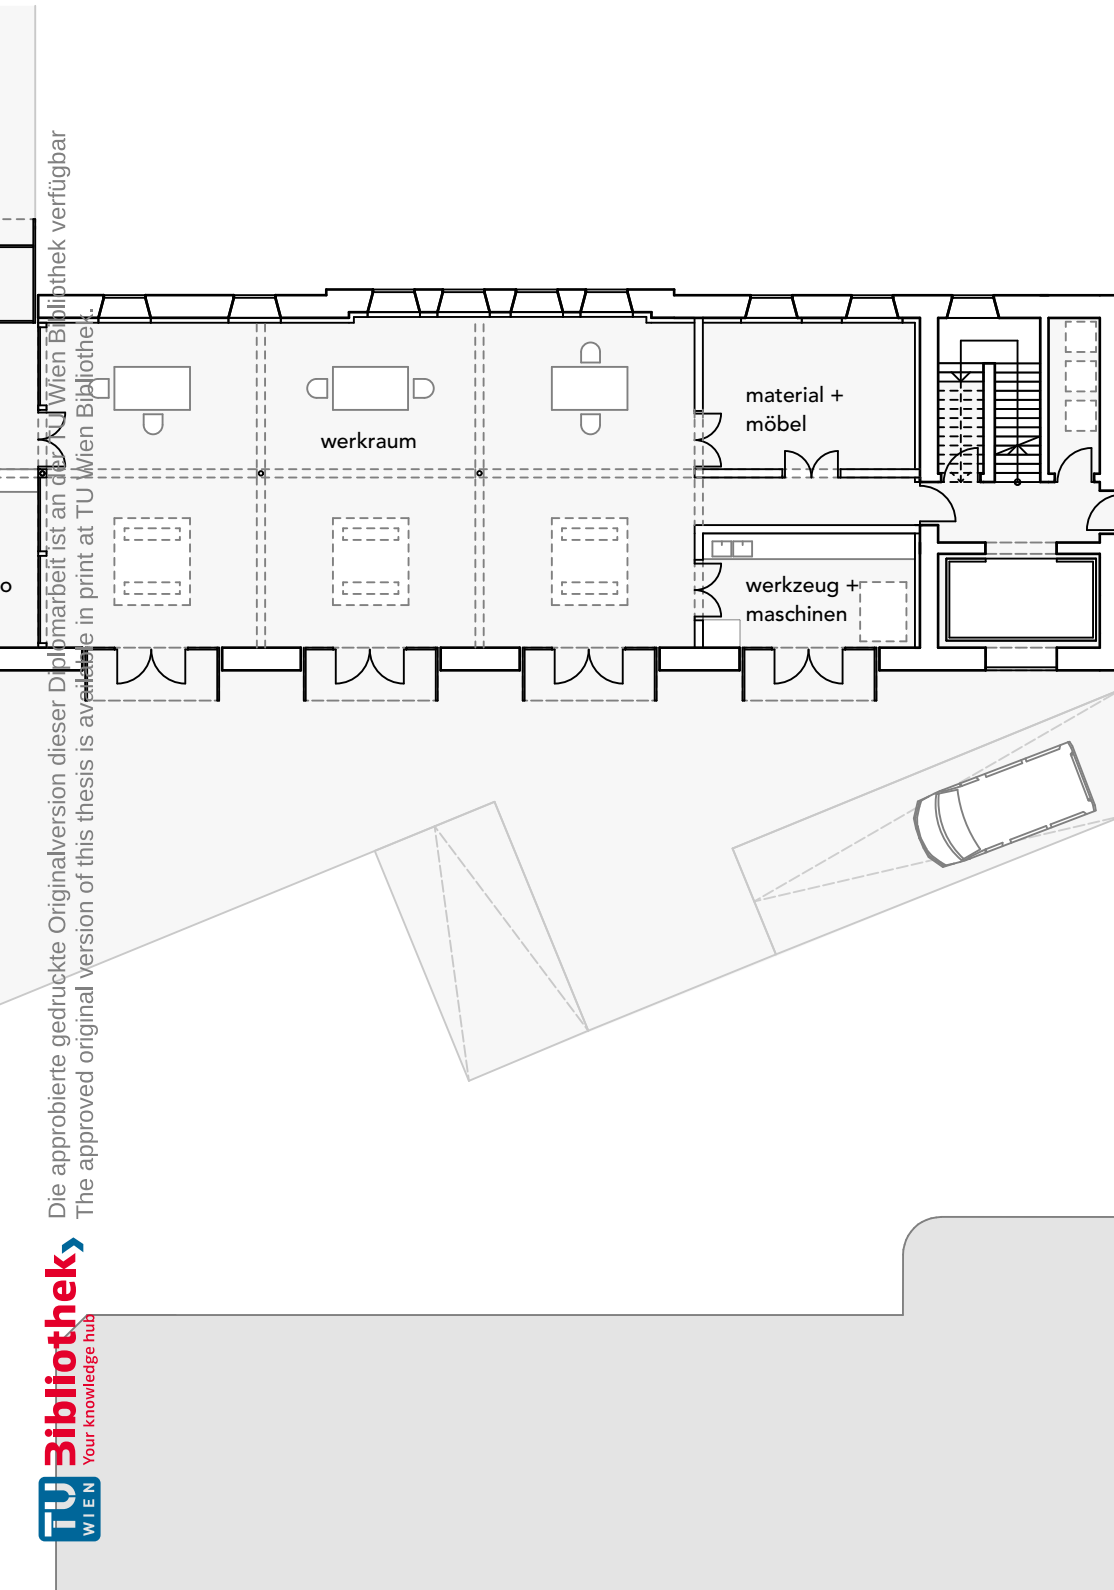 material +
möbel
werkraum
werkzeug +
maschinen
o
Die approbierte gedruckte Originalversion dieser Diplomarbeit ist an der TU Wien Bibliothek verfügbar
The approved original version of this thesis is available in print at TU Wien Bibliothek.
Bibliothek
Your knowledge hub
TU
WIEN